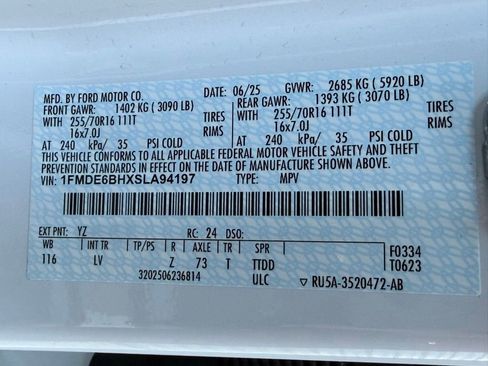 MFD. BY FORD MOTOR CO. 06/25 GVWR: 2685 KG ( 5920 LB)
FRONT GAWR: 1402 KG ( 3090 LB) REAR GAWR: 1393 KG ( 3070 LB)
WITH 255/70R16 111T TIRES WITH 255/70R16 111T TIRES
16x7.0J RIMS 16x7.0J RIMS
AT 240 kPa/ 35 PSI COLD AT 240 kPa/ 35 PSI COLD
THIS VEHICLE CONFORMS TO ALL APPLICABLE FEDERAL MOTOR VEHICLE SAFETY AND THEFT
PREVENTION STANDARDS IN EFFECT ON THE DATE OF MANUFACTURE SHOWN ABOVE.
VIN: 1FMDE6BHXSLA94197 TYPE: MPV
EXT PNT: YZ RC: 24 DSO:
WB INT TR TP/PS R AXLE TR SPR F0334
116 LV Z 73 T TTDD T0623
3202506236814 ULC ▽ RU5A-3520472-AB